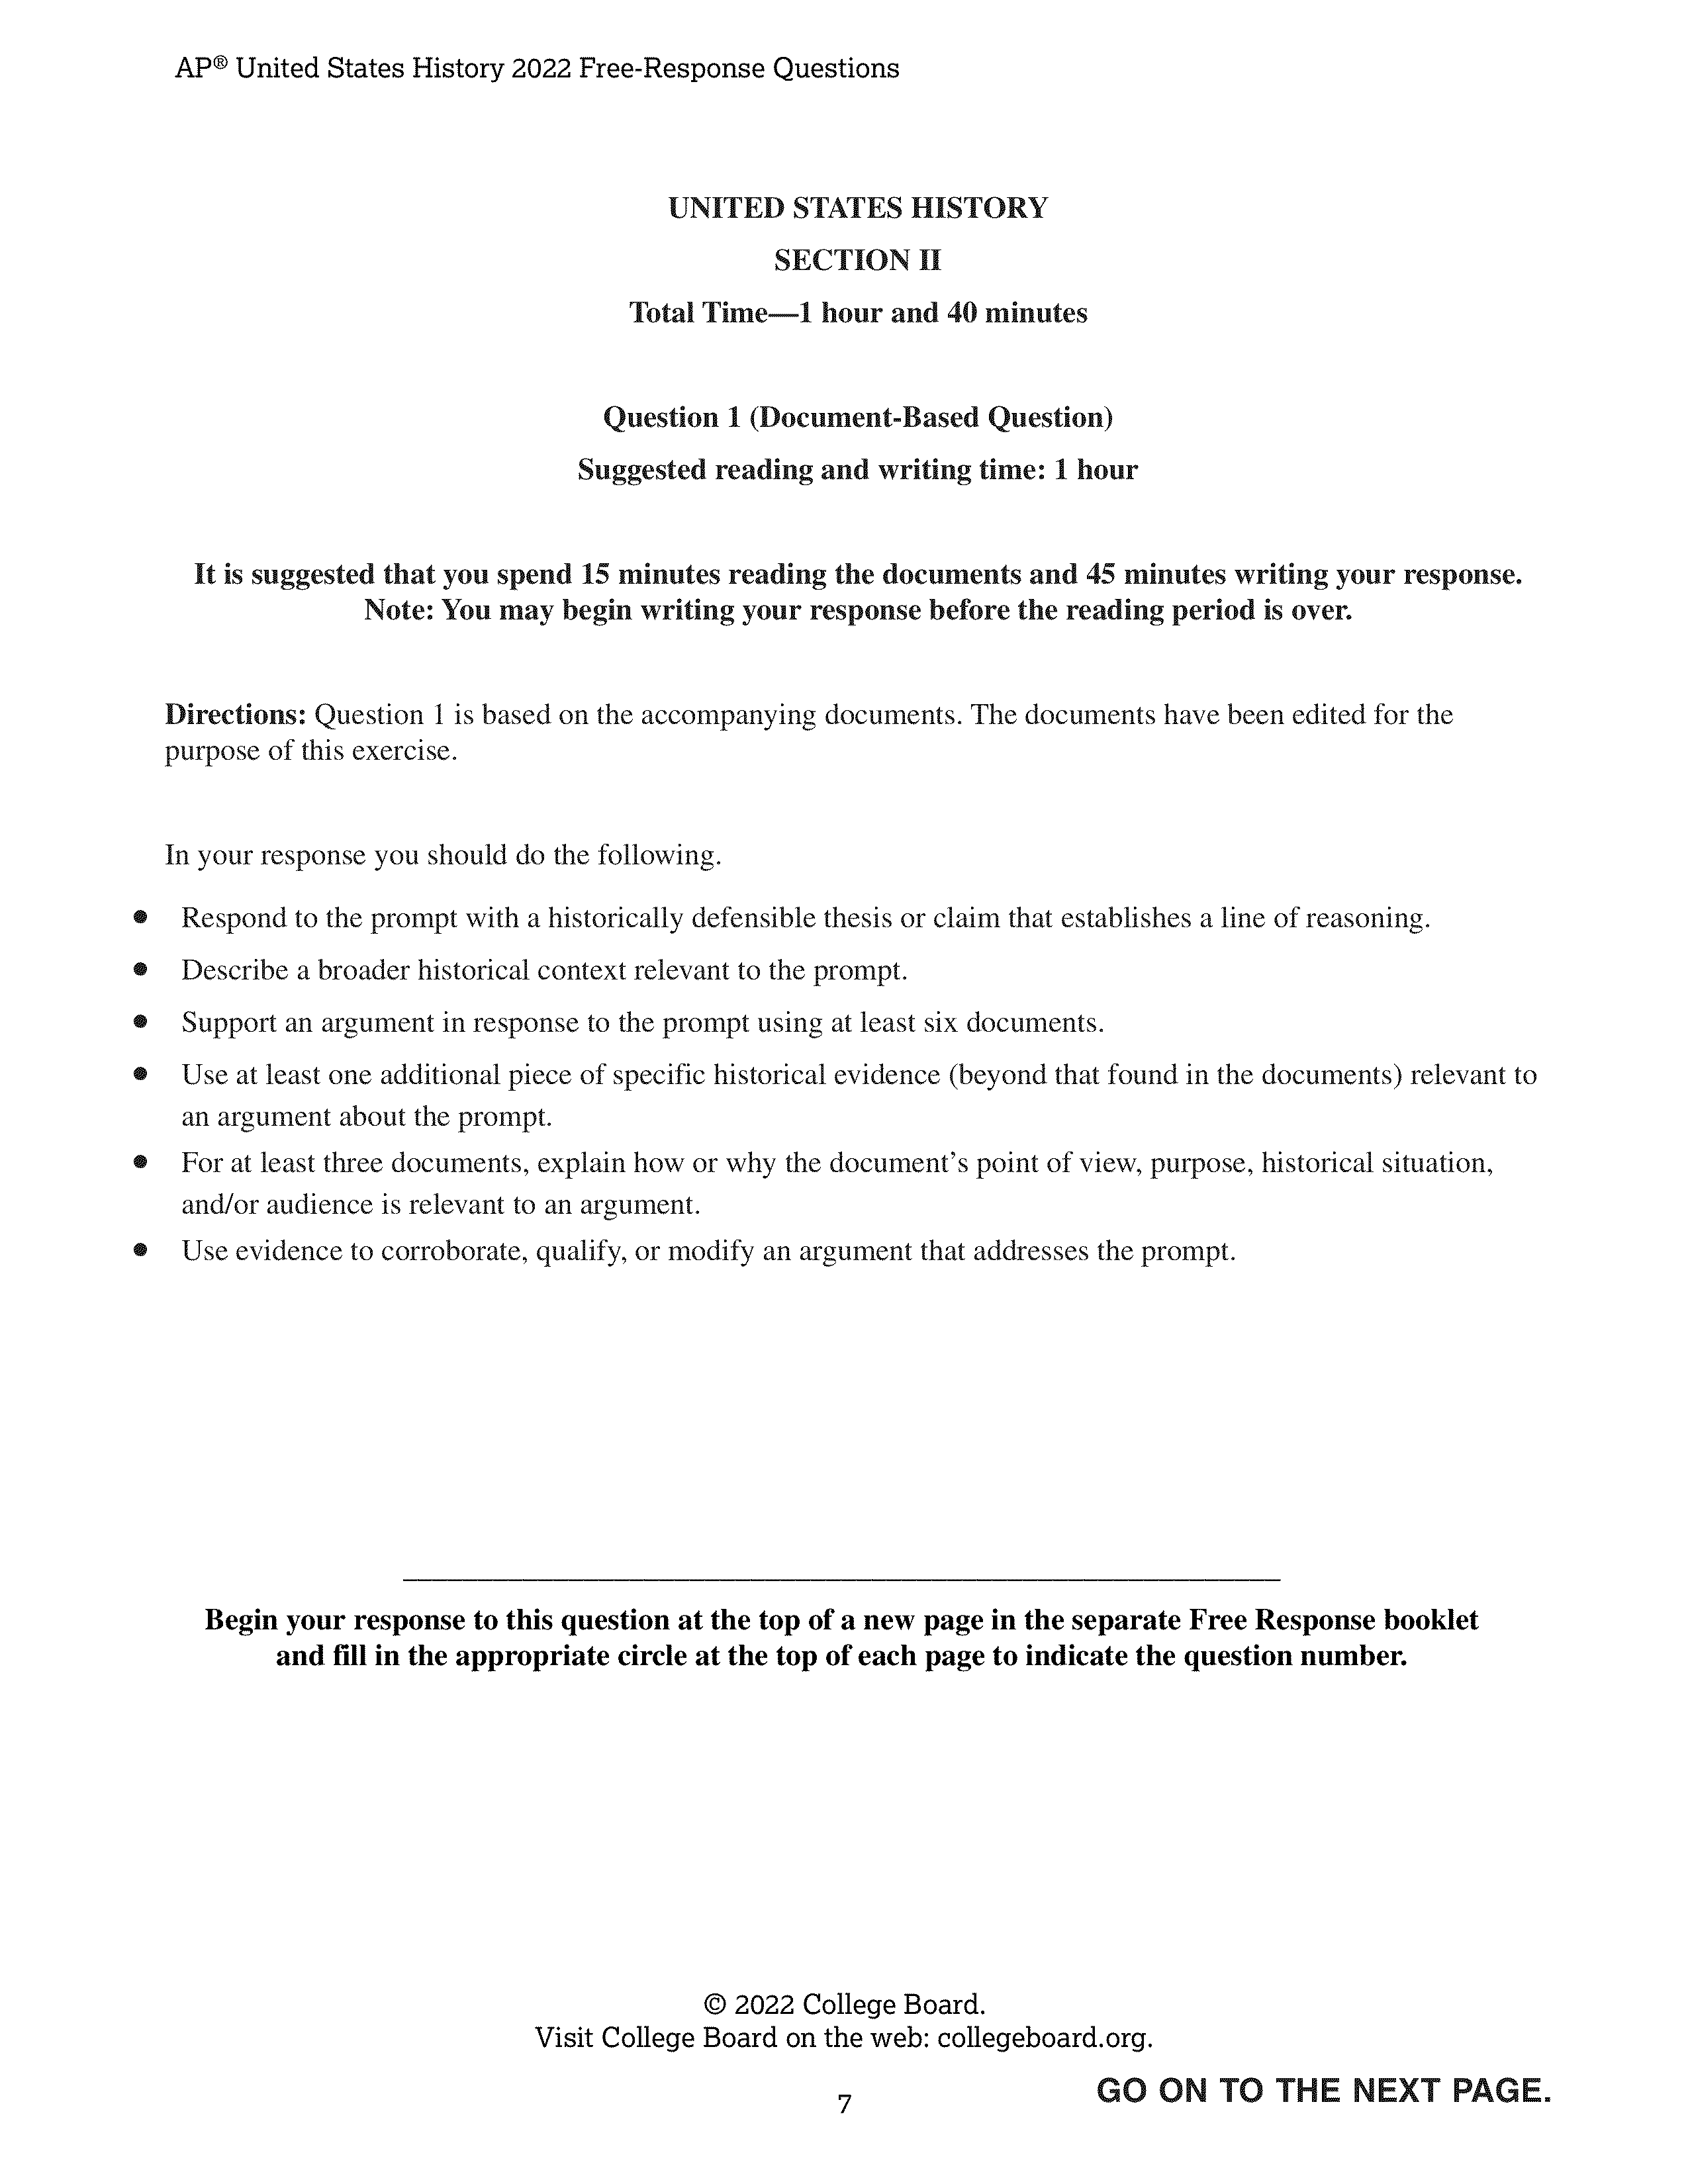 AP® United States History 2022 Free-Response Questions
UNITED STATES HISTORY
SECTION II
Total Time—1 hour and 40 minutes
Question 1 (Document-Based Question)
Suggested reading and writing time: 1 hour
It is suggested that you spend 15 minutes reading the documents and 45 minutes writing your response.
Note: You may begin writing your response before the reading period is over.
Directions: Question 1 is based on the accompanying documents. The documents have been edited for the
purpose of this exercise.
In your response you should do the following.
• Respond to the prompt with a historically defensible thesis or claim that establishes a line of reasoning.
• Describe a broader historical context relevant to the prompt.
• Support an argument in response to the prompt using at least six documents.
• Use at least one additional piece of specific historical evidence (beyond that found in the documents) relevant to
an argument about the prompt.
• For at least three documents, explain how or why the document's point of view, purpose, historical situation,
and/or audience is relevant to an argument.
• Use evidence to corroborate, qualify, or modify an argument that addresses the prompt.
Begin your response to this question at the top of a new page in the separate Free Response booklet
and fill in the appropriate circle at the top of each page to indicate the question number.
© 2022 College Board.
Visit College Board on the web: collegeboard.org.
GO ON TO THE NEXT PAGE.
7